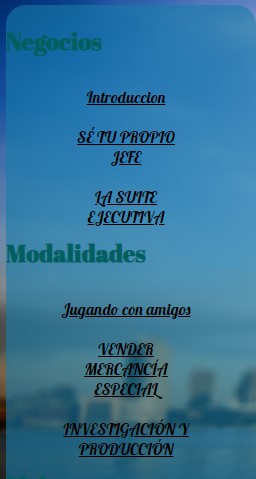 Negocios
Introduccion
SÉ TU PROPIO
JEFE
LA SUITE
EJECUTIVA
Modalidades
Jugando con amigos
VENDER
MERCANCÍA
ESPECIAL
INVESTIGACIÓN Y
PRODUCCIÓN